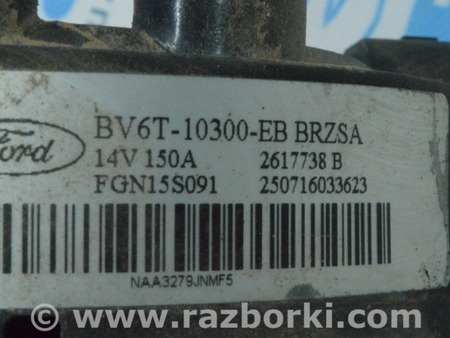 Ford
BV6T-10300-EB BRZSA
14V 150A 2617738 B
FGN15S091 250716033623
NAA3279JNMF5
© www.razborki.com